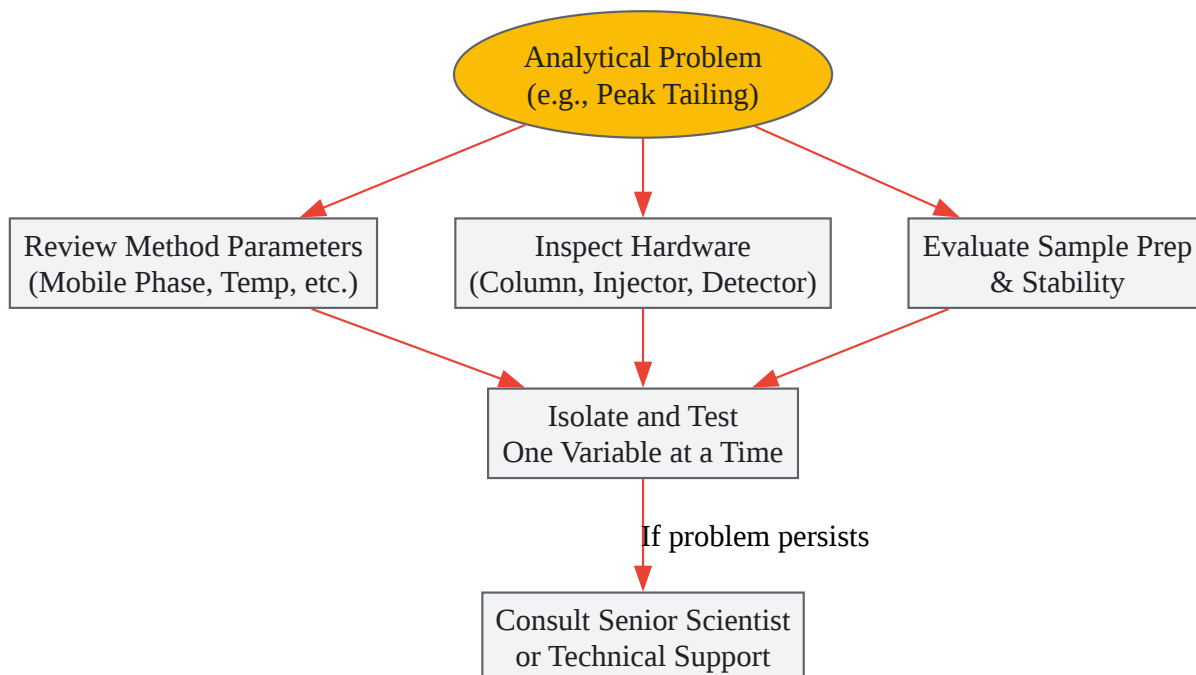 Analytical Problem
(e.g., Peak Tailing)
Review Method Parameters
(Mobile Phase, Temp, etc.)
Inspect Hardware
(Column, Injector, Detector)
Evaluate Sample Prep
& Stability
Isolate and Test
One Variable at a Time
If problem persists
Consult Senior Scientist
or Technical Support